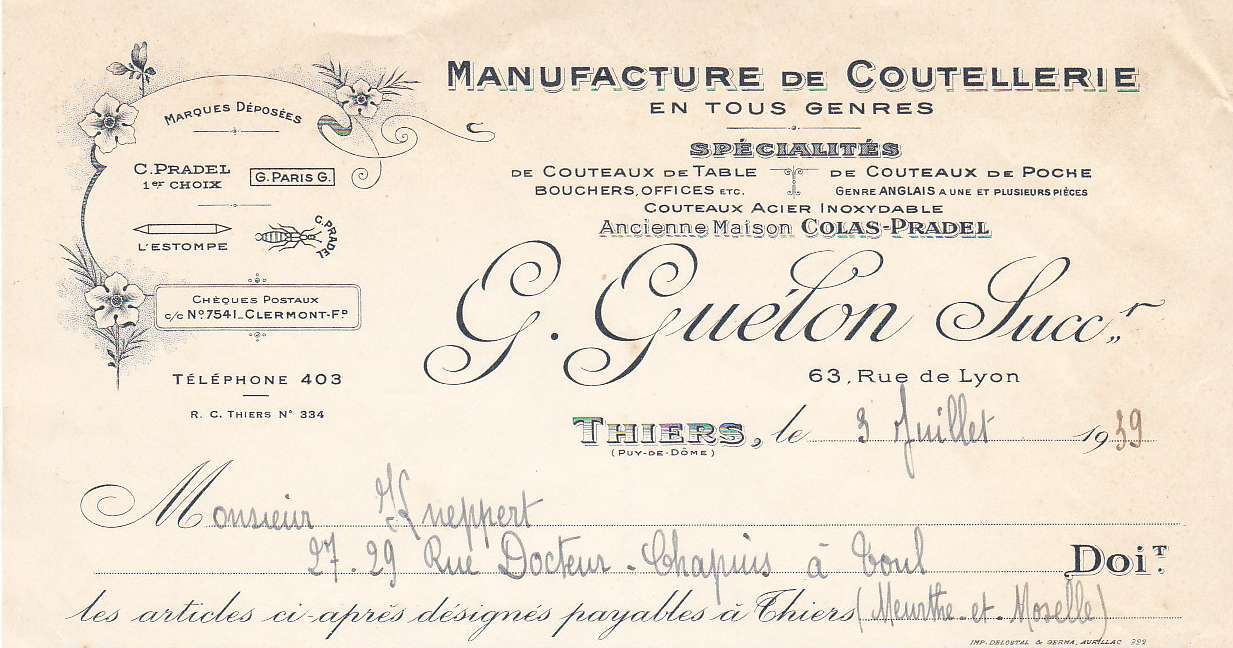 MANUFACTURE DE COUTELLERIE
EN TOUS GENRES
SPÉCIALITÉS
DE COUTEAUX DE TABLE
BOUCHERS, OFFICES ETC.
DE COUTEAUX DE POCHE
GENRE ANGLAIS A UNE ET PLUSIEURS PIÈCES
COUTEAUX ACIER INOXYDABLE
Ancienne Maison COLAS-PRADEL
G. Guélon Succr
63, Rue de Lyon
MARQUES DÉPOSÉES
C. PRADEL
1er CHOIX
G. PARIS G.
L'ESTOMPE
C. PRADEL
CHÈQUES POSTAUX
c/c No 7541_CLERMONT-Fd
TÉLÉPHONE 403
R. C. THIERS No 334
THIERS, le 3 Juillet 1939
(PUY-DE-DÔME)
Monsieur Kneppert
27-29 Rue Docteur-Chapuis à Toul DOIT.
les articles ci-après désignés payables à Thiers (Meurthe-et-Moselle)
IMP. DELOSTAL & GERMA, AURILLAC